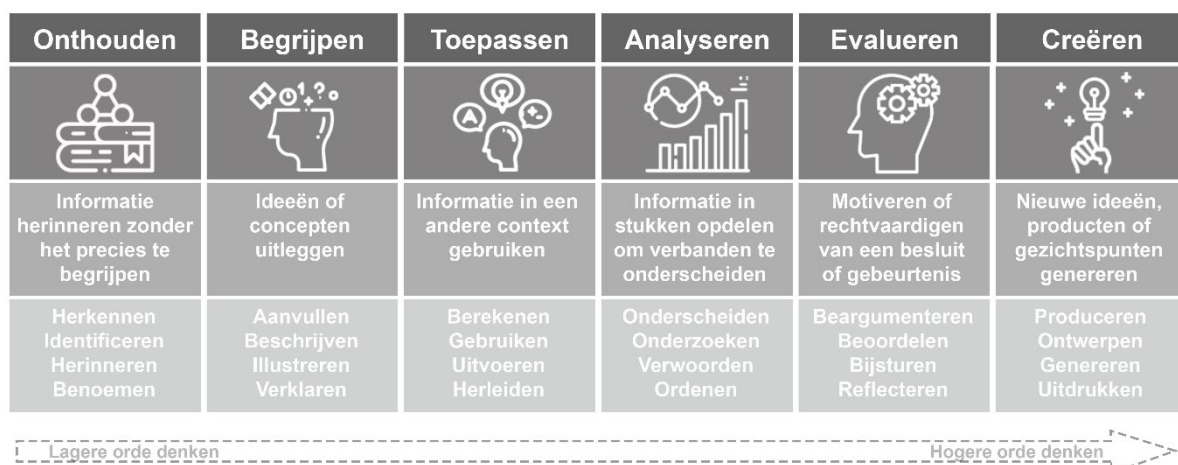 Onthouden
Begrijpen
Toepassen
Analyseren
Evalueren
Creëren
A
Informatie
herinneren zonder
het precies te
begrijpen
Ideeën of
concepten
uitleggen
Informatie in een
andere context
gebruiken
Informatie in
stukken opdelen
om verbanden te
onderscheiden
Motiveren of
rechtvaardigen
van een besluit
of gebeurtenis
Nieuwe ideeën,
producten of
gezichtspunten
genereren
Herkennen
Identificeren
Herinneren
Benoemen
Aanvullen
Beschrijven
Illustreren
Verklaren
Berekenen
Gebruiken
Uitvoeren
Herleiden
Onderscheiden
Onderzoeken
Verwoorden
Ordenen
Beargumenteren
Beoordelen
Bijsturen
Reflecteren
Produceren
Ontwerpen
Genereren
Uitdrukken
Lagere orde denken
Hogere orde denken